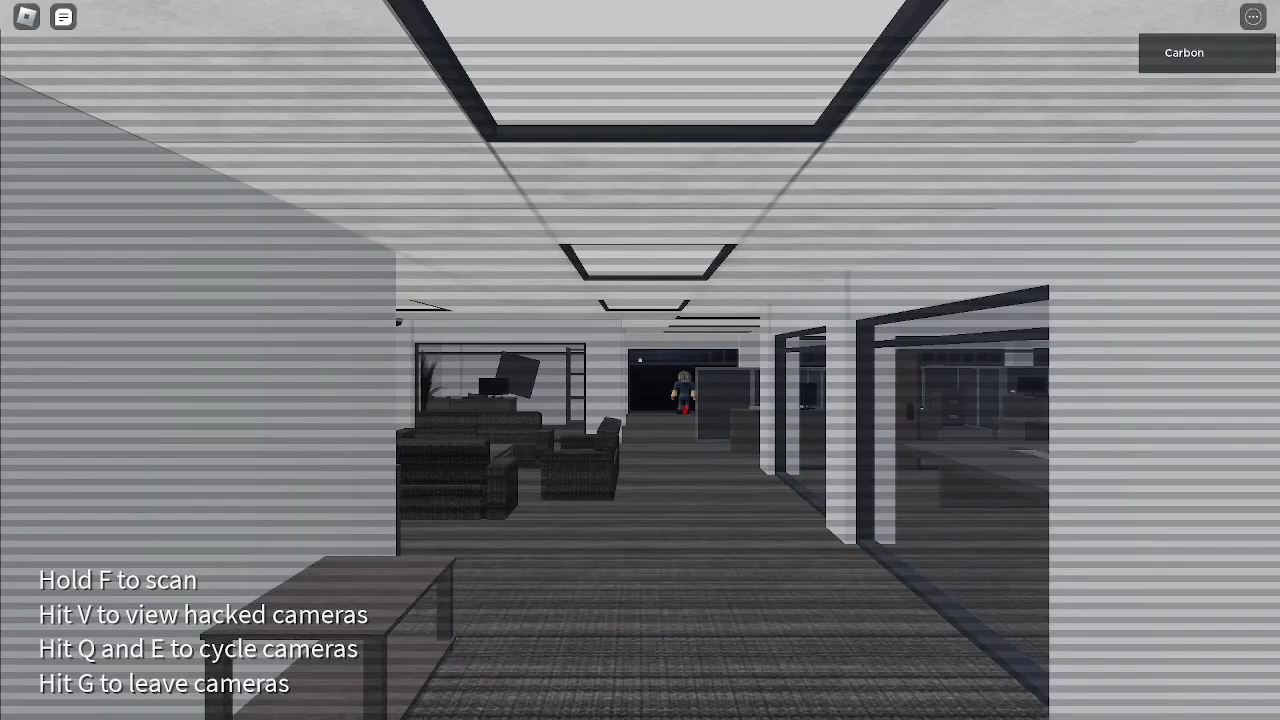 Carbon
Hold F to scan
Hit V to view hacked cameras
Hit Q and E to cycle cameras
Hit G to leave cameras